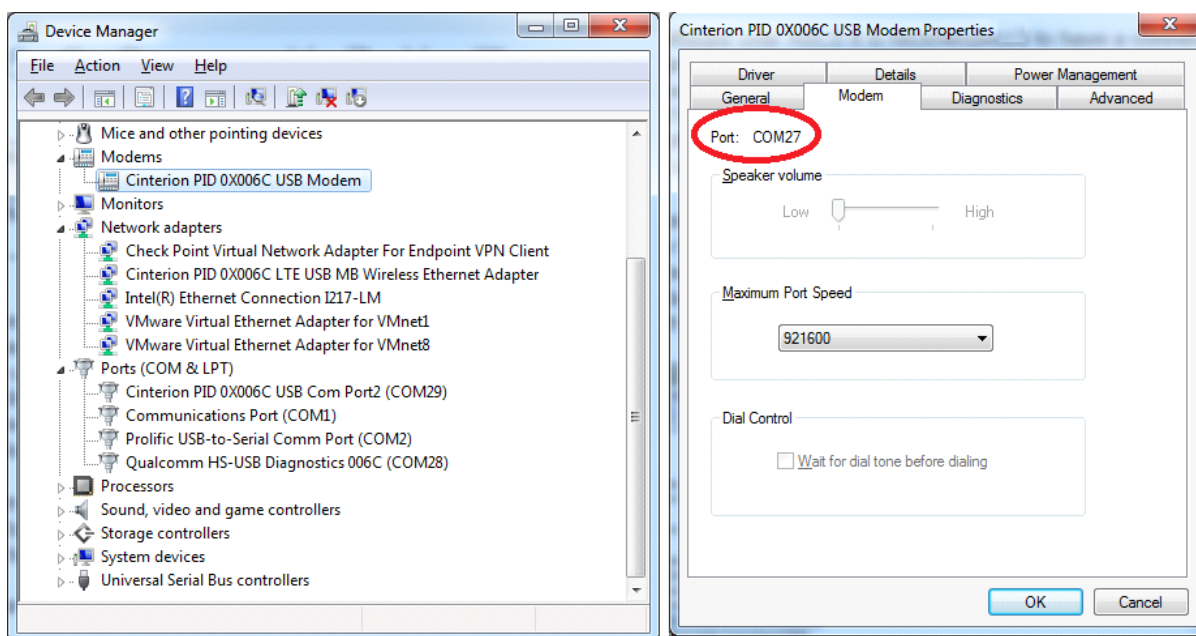 Device Manager
File Action View Help
Mice and other pointing devices
Modems
Cinterion PID 0X006C USB Modem
Monitors
Network adapters
Check Point Virtual Network Adapter For Endpoint VPN Client
Cinterion PID 0X006C LTE USB MB Wireless Ethernet Adapter
Intel(R) Ethernet Connection I217-LM
VMware Virtual Ethernet Adapter for VMnet1
VMware Virtual Ethernet Adapter for VMnet8
Ports (COM & LPT)
Cinterion PID 0X006C USB Com Port2 (COM29)
Communications Port (COM1)
Prolific USB-to-Serial Comm Port (COM2)
Qualcomm HS-USB Diagnostics 006C (COM28)
Processors
Sound, video and game controllers
Storage controllers
System devices
Universal Serial Bus controllers
Cinterion PID 0X006C USB Modem Properties
Driver Details Power Management
General Modem Diagnostics Advanced
Port: COM27
Speaker volume
Low High
Maximum Port Speed
921600
Dial Control
Wait for dial tone before dialing
OK Cancel